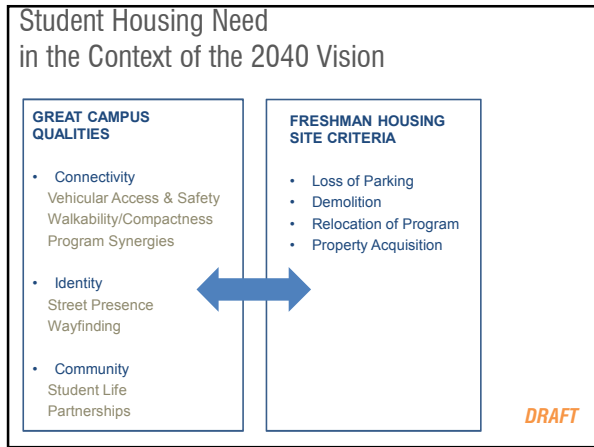 Student Housing Need
in the Context of the 2040 Vision
GREAT CAMPUS
QUALITIES
• Connectivity
Vehicular Access & Safety
Walkability/Compactness
Program Synergies
• Identity
Street Presence
Wayfinding
• Community
Student Life
Partnerships
FRESHMAN HOUSING
SITE CRITERIA
• Loss of Parking
• Demolition
• Relocation of Program
• Property Acquisition
DRAFT